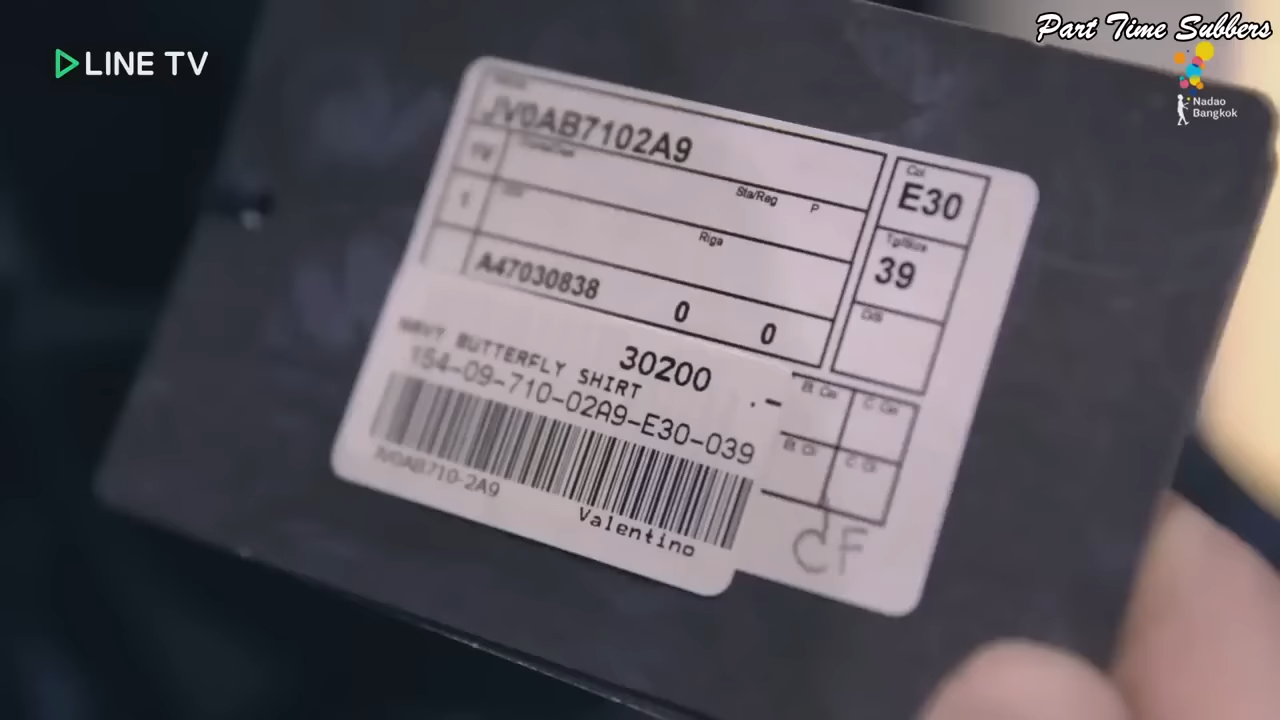 Part Time Subbers
LINE TV
Nadao
Bangkok
JV0AB7102A9
Col
E30
Sta/Reg P
Tg/Size
39
Riga
A47030838 0 0
NAVY BUTTERFLY SHIRT
30200 .-
154-09-710-02A9-E30-039
JV0AB710-2A9
Valentino
CF